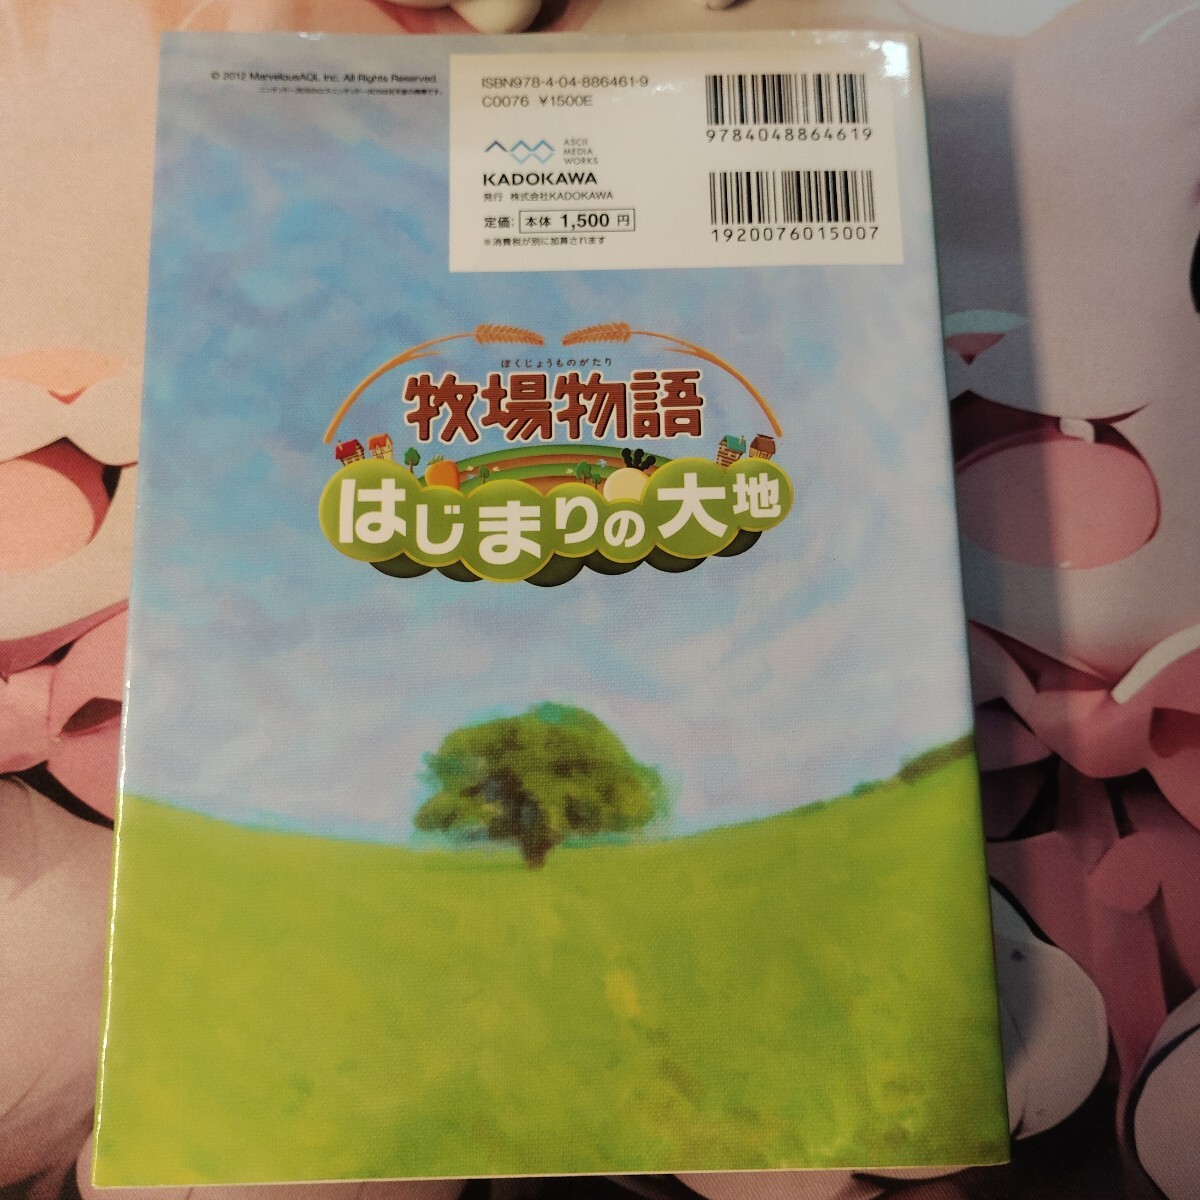 © 2012 MarvellousAQL Inc. All Rights Reserved.
ISBN978-4-04-886461-9
C0076 ¥1500E
9784048864619
ASCII
MEDIA
WORKS
KADOKAWA
発行 株式会社KADOKAWA
定価: 本体 1,500 円
※消費税が別に加算されます
1920076015007
ぼくじょうものがたり
牧場物語
はじまりの大地